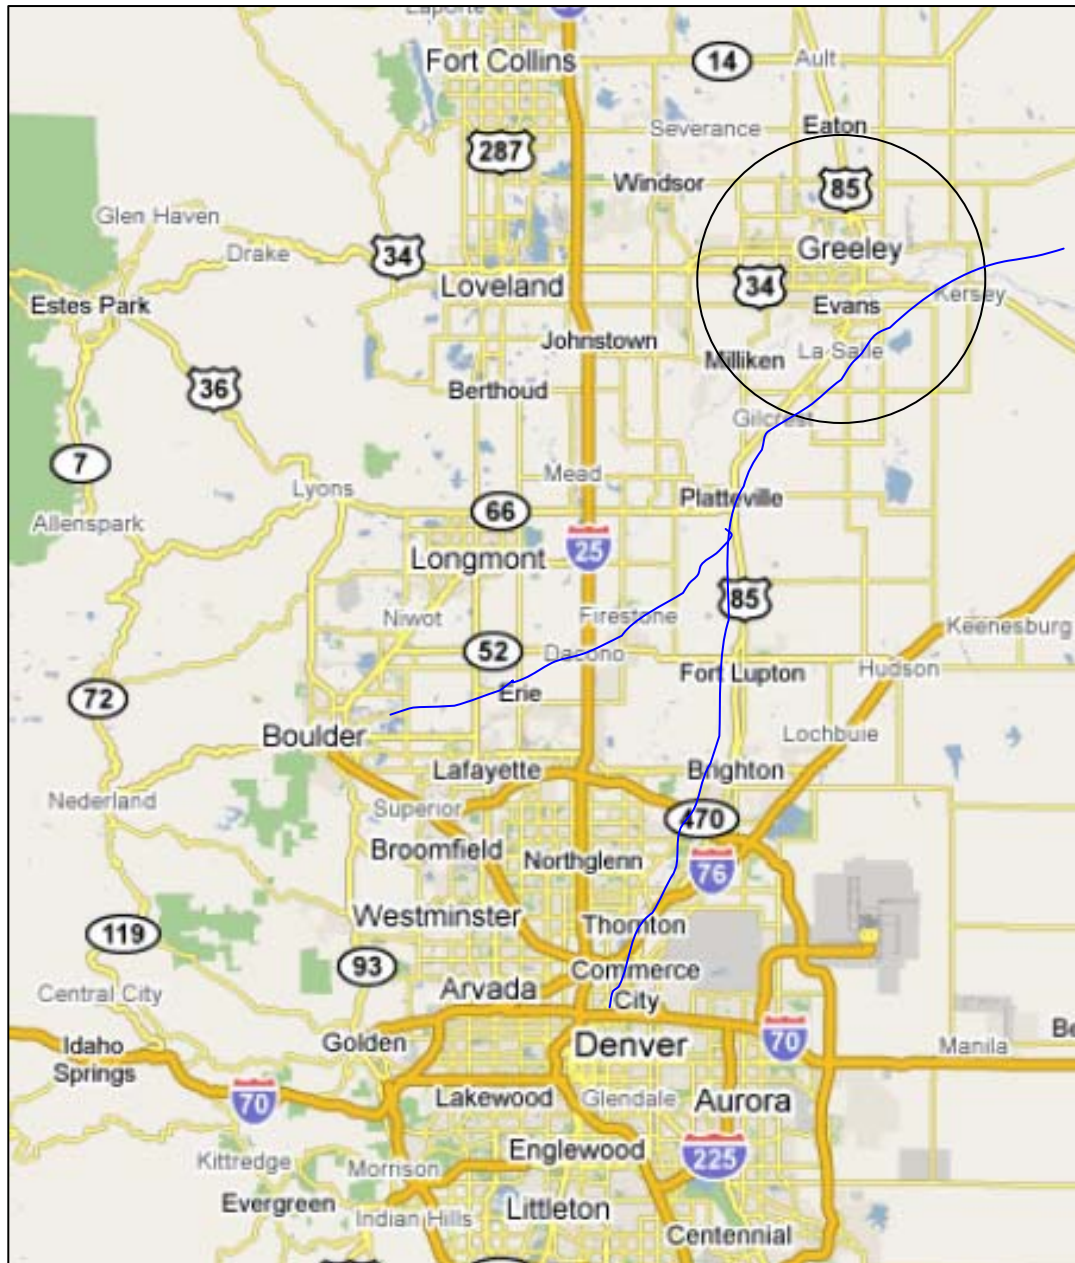 Laporte
25
Fort Collins
14
Ault
Severance
Eaton
287
Windsor
85
Glen Haven
Drake
34
Greeley
Loveland
34
Kersey
Estes Park
Evans
Johnstown
Milliken
La Salle
36
Berthoud
Gilcrest
7
Mead
Lyons
Platteville
Allenspark
66
Longmont
25
85
Niwot
Firestone
Keenesburg
52
Dacono
Hudson
Fort Lupton
72
Erie
Boulder
Lochbuie
Lafayette
Brighton
Nederland
Superior
470
Broomfield
Northglenn
76
Westminster
Thornton
119
93
Commerce
City
Arvada
Central City
Golden
Denver
70
Be
Idaho
Springs
Manila
70
Lakewood
Glendale
Aurora
Englewood
225
Kittredge
Morrison
Evergreen
Indian Hills
Littleton
Centennial